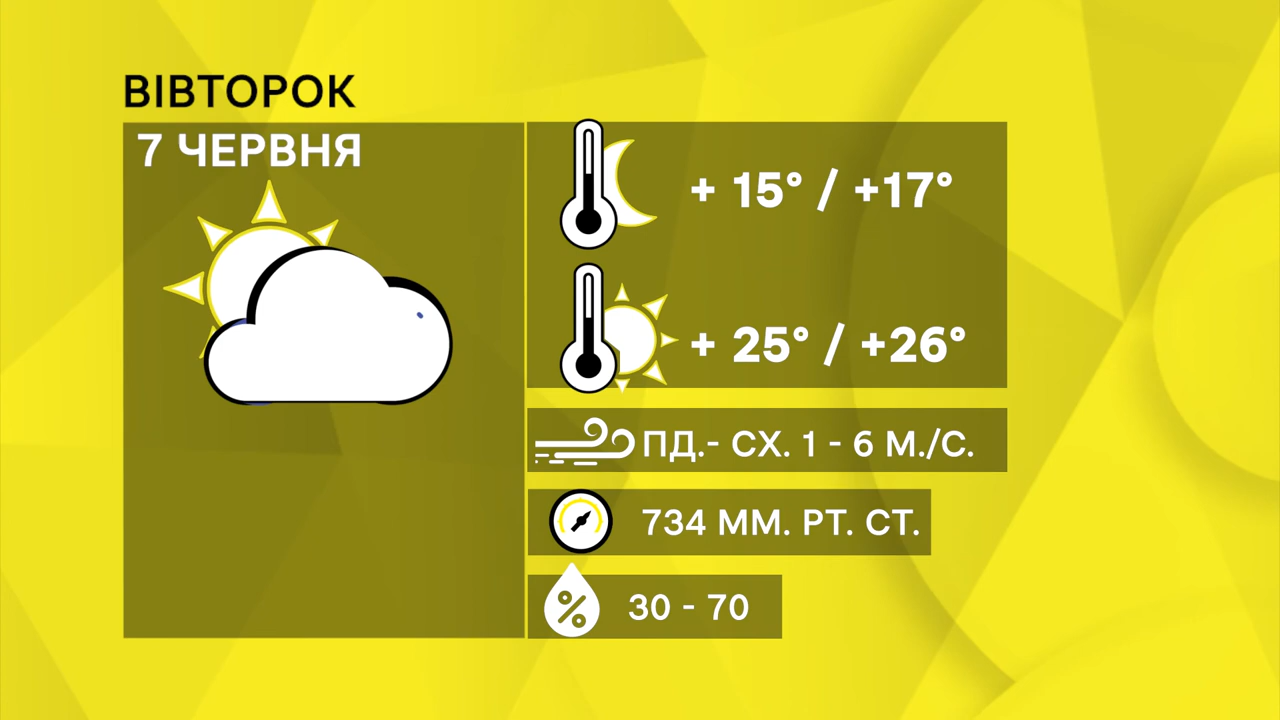 ВІВТОРОК
7 ЧЕРВНЯ
+ 15° / +17°
+ 25° / +26°
ПД.- СХ. 1 - 6 М./С.
734 ММ. РТ. СТ.
% 30 - 70